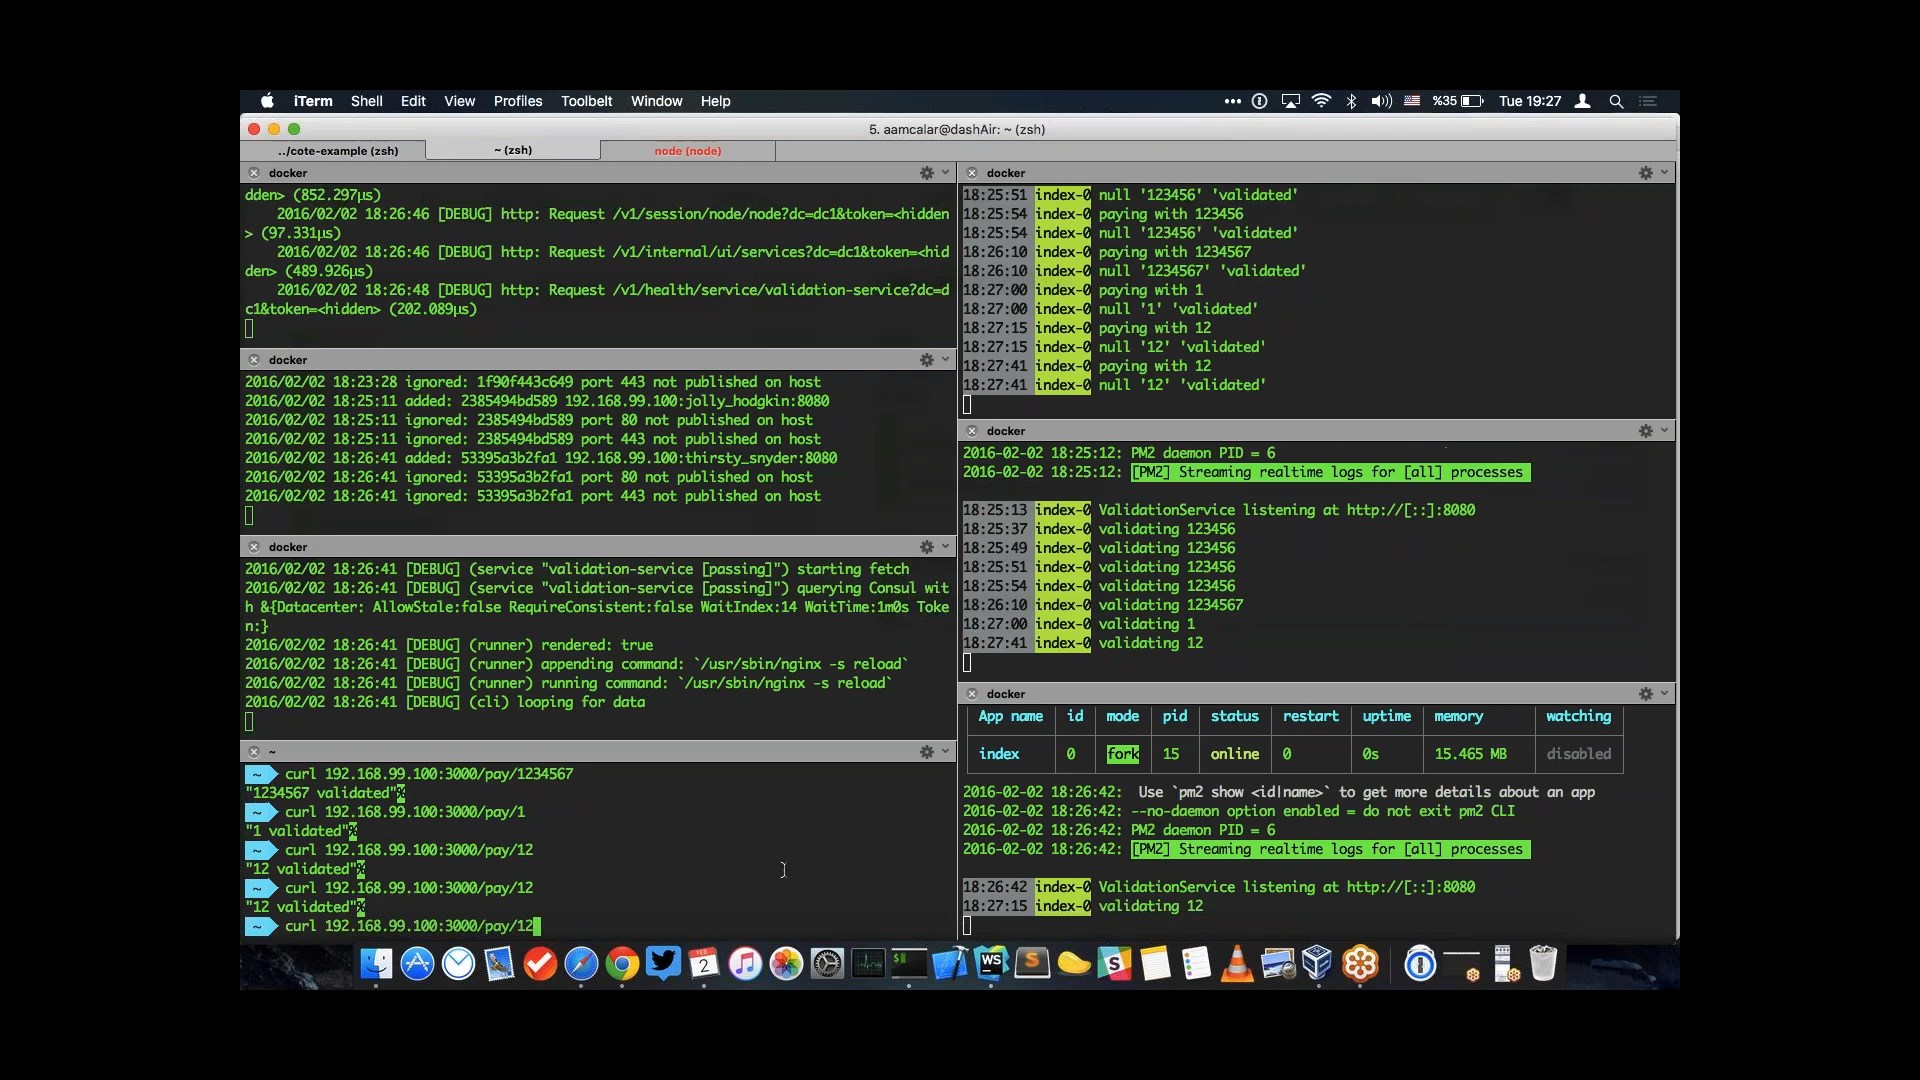 iTerm Shell Edit View Profiles Toolbelt Window Help
%35 Tue 19:27
5. aamcalar@dashAir: ~ (zsh)
../cote-example (zsh)
~ (zsh)
node (node)
docker
dden> (852.297µs)
2016/02/02 18:26:46 [DEBUG] http: Request /v1/session/node/node?dc=dc1&token=<hidden
> (97.331µs)
2016/02/02 18:26:46 [DEBUG] http: Request /v1/internal/ui/services?dc=dc1&token=<hid
den> (489.926µs)
2016/02/02 18:26:48 [DEBUG] http: Request /v1/health/service/validation-service?dc=d
c1&token=<hidden> (202.089µs)
docker
2016/02/02 18:23:28 ignored: 1f90f443c649 port 443 not published on host
2016/02/02 18:25:11 added: 2385494bd589 192.168.99.100:jolly_hodgkin:8080
2016/02/02 18:25:11 ignored: 2385494bd589 port 80 not published on host
2016/02/02 18:25:11 ignored: 2385494bd589 port 443 not published on host
2016/02/02 18:26:41 added: 53395a3b2fa1 192.168.99.100:thirsty_snyder:8080
2016/02/02 18:26:41 ignored: 53395a3b2fa1 port 80 not published on host
2016/02/02 18:26:41 ignored: 53395a3b2fa1 port 443 not published on host
docker
2016/02/02 18:26:41 [DEBUG] (service "validation-service [passing]") starting fetch
2016/02/02 18:26:41 [DEBUG] (service "validation-service [passing]") querying Consul wit
h &{Datacenter: AllowStale:false RequireConsistent:false WaitIndex:14 WaitTime:1m0s Toke
n:}
2016/02/02 18:26:41 [DEBUG] (runner) rendered: true
2016/02/02 18:26:41 [DEBUG] (runner) appending command: `/usr/sbin/nginx -s reload`
2016/02/02 18:26:41 [DEBUG] (runner) running command: `/usr/sbin/nginx -s reload`
2016/02/02 18:26:41 [DEBUG] (cli) looping for data
~
~ curl 192.168.99.100:3000/pay/1234567
"1234567 validated"%
~ curl 192.168.99.100:3000/pay/1
"1 validated"%
~ curl 192.168.99.100:3000/pay/12
"12 validated"%
~ curl 192.168.99.100:3000/pay/12
"12 validated"%
~ curl 192.168.99.100:3000/pay/12
docker
18:25:51 index-0 null '123456' 'validated'
18:25:54 index-0 paying with 123456
18:25:54 index-0 null '123456' 'validated'
18:26:10 index-0 paying with 1234567
18:26:10 index-0 null '1234567' 'validated'
18:27:00 index-0 paying with 1
18:27:00 index-0 null '1' 'validated'
18:27:15 index-0 paying with 12
18:27:15 index-0 null '12' 'validated'
18:27:41 index-0 paying with 12
18:27:41 index-0 null '12' 'validated'
docker
2016-02-02 18:25:12: PM2 daemon PID = 6
2016-02-02 18:25:12: [PM2] Streaming realtime logs for [all] processes
18:25:13 index-0 ValidationService listening at http://[::]:8080
18:25:37 index-0 validating 123456
18:25:49 index-0 validating 123456
18:25:51 index-0 validating 123456
18:25:54 index-0 validating 123456
18:26:10 index-0 validating 1234567
18:27:00 index-0 validating 1
18:27:41 index-0 validating 12
docker
App name id mode pid status restart uptime memory watching
index 0 fork 15 online 0 0s 15.465 MB disabled
2016-02-02 18:26:42: Use `pm2 show <id|name>` to get more details about an app
2016-02-02 18:26:42: --no-daemon option enabled = do not exit pm2 CLI
2016-02-02 18:26:42: PM2 daemon PID = 6
2016-02-02 18:26:42: [PM2] Streaming realtime logs for [all] processes
18:26:42 index-0 ValidationService listening at http://[::]:8080
18:27:15 index-0 validating 12
2
$
WS
S